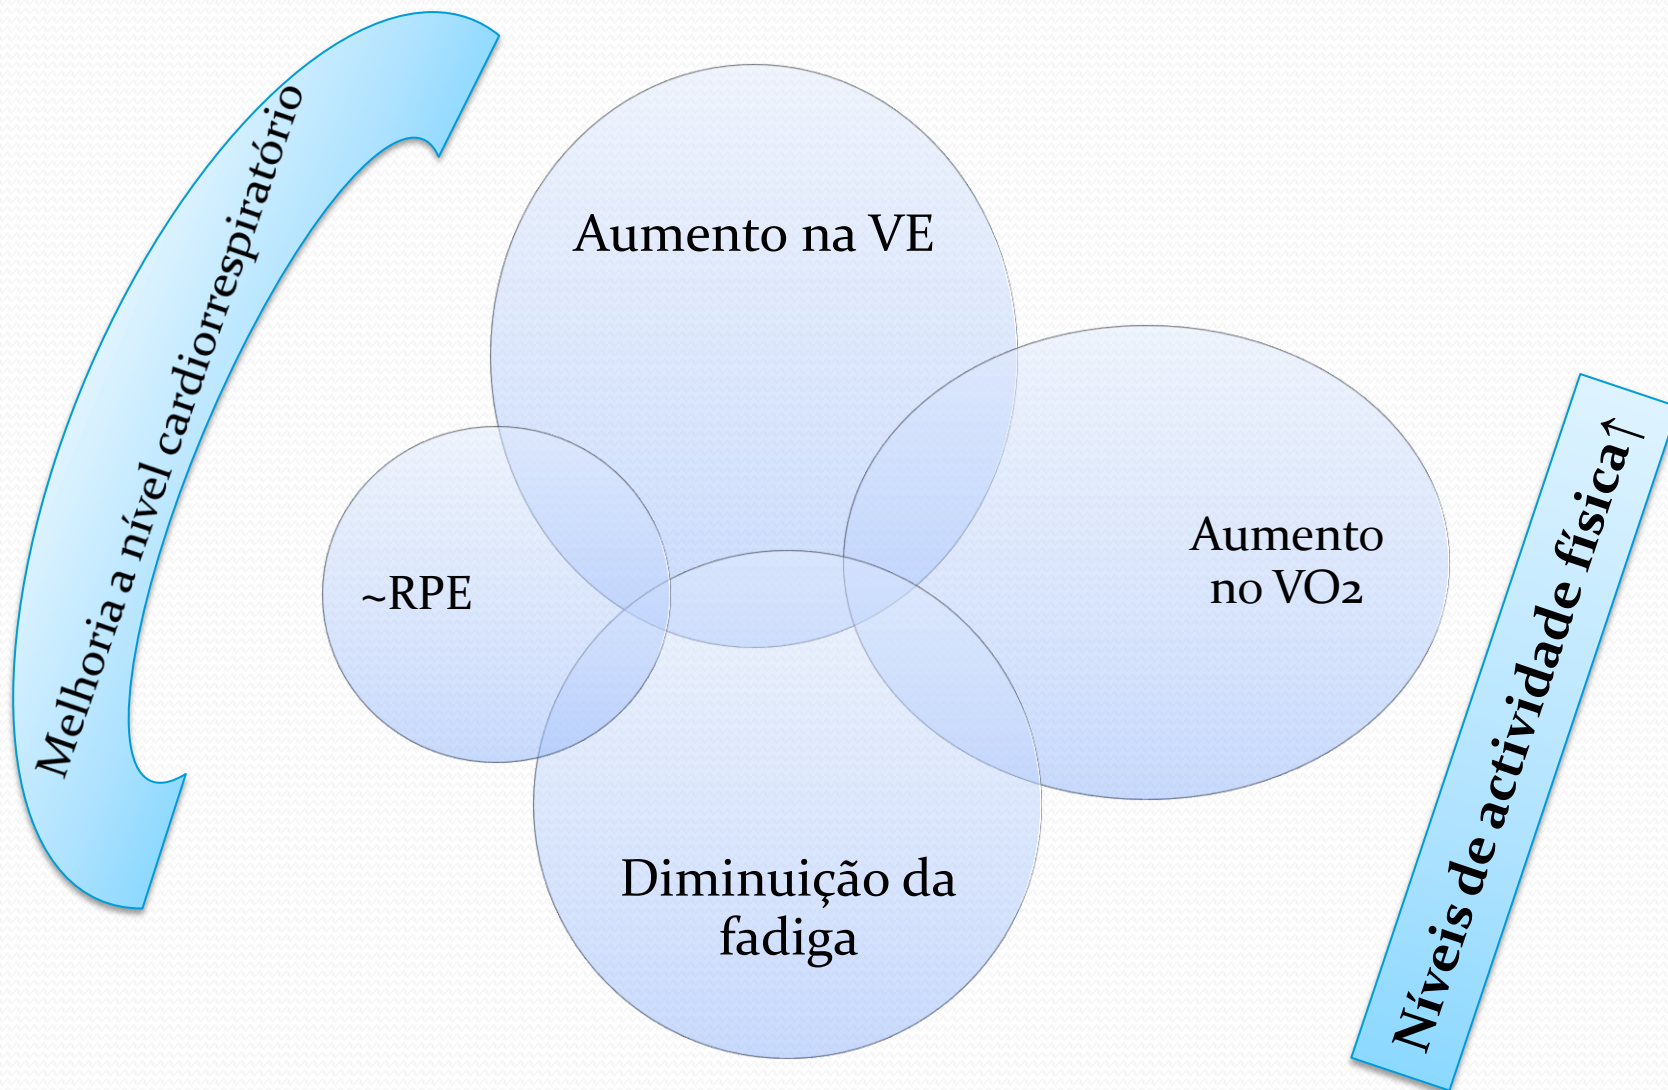 Melhoria a nível cardiorrespiratório
Aumento na VE
~RPE
Aumento
no VO2
Diminuição da
fadiga
Níveis de actividade física↑